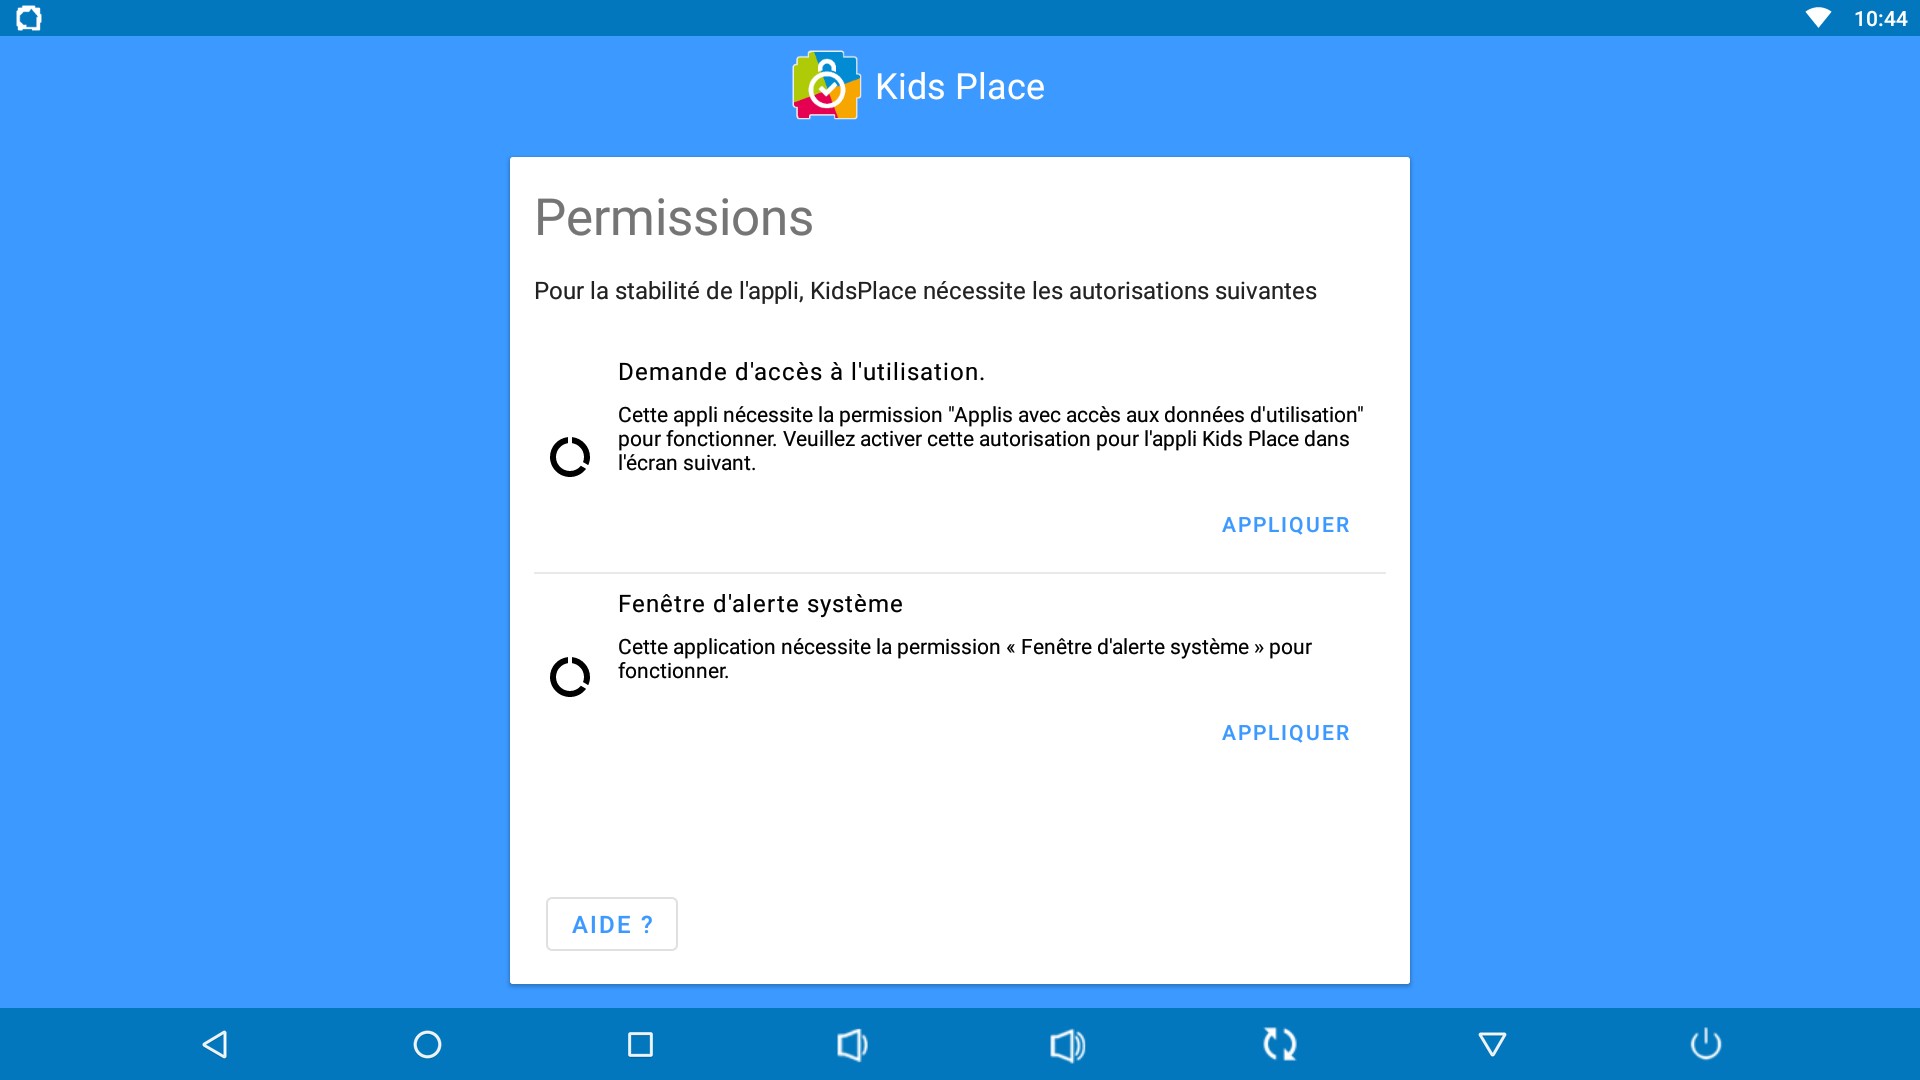 10:44
Kids Place
Permissions
Pour la stabilité de l'appli, KidsPlace nécessite les autorisations suivantes
Demande d'accès à l'utilisation.
Cette appli nécessite la permission "Applis avec accès aux données d'utilisation"
pour fonctionner. Veuillez activer cette autorisation pour l'appli Kids Place dans
l'écran suivant.
APPLIQUER
Fenêtre d'alerte système
Cette application nécessite la permission « Fenêtre d'alerte système » pour
fonctionner.
APPLIQUER
AIDE ?